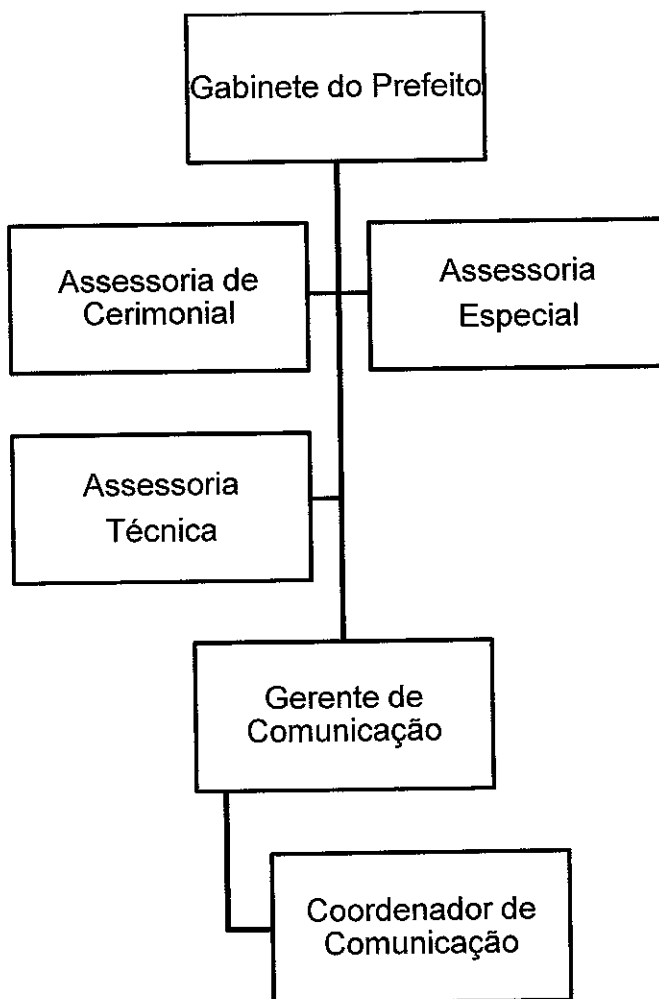 Gabinete do Prefeito
Assessoria de
Cerimonial
Assessoria
Especial
Assessoria
Técnica
Gerente de
Comunicação
Coordenador de
Comunicação